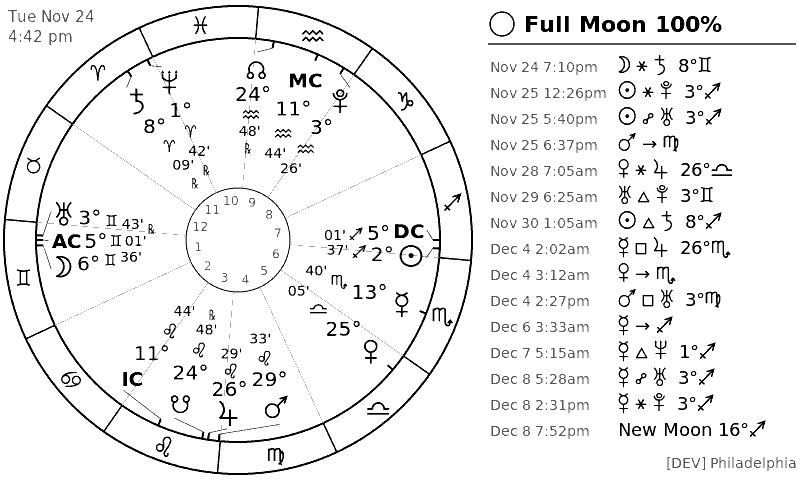 Tue Nov 24
4:42 pm
♓
♒
♑
♐
♏
♎
♍
♌
♋
♊
♉
♈
♄ 8° ♈ 09' ℞
♆ 1° ♈ 42' ℞
☊ 24° ♒ 48' ℞
MC 11° ♒ 44'
♇ 3° ♒ 26'
♅ 3° ♊ 43' ℞
AC 5° ♊ 01'
☽ 6° ♊ 36'
01' ♐ 5° DC
37' ♐ 2° ☉
40' ♏ 13° ☿
05' ♎ 25° ♀
IC 11° ♌ 44'
☋ 24° ♌ 48' ℞
♃ 26° ♌ 29'
♂ 29° ♌ 33'
1
2
3
4
5
6
7
8
9
10
11
12
Full Moon 100%
Nov 24 7:10pm ☽ ⚹ ♄ 8°♊
Nov 25 12:26pm ☉ ⚹ ♇ 3°♐
Nov 25 5:40pm ☉ ☍ ♅ 3°♐
Nov 25 6:37pm ♂ → ♍
Nov 28 7:05am ♀ ⚹ ♃ 26°♎
Nov 29 6:25am ♅ △ ♇ 3°♊
Nov 30 1:05am ☉ △ ♄ 8°♐
Dec 4 2:02am ☿ □ ♃ 26°♏
Dec 4 3:12am ♀ → ♏
Dec 4 2:27pm ♂ □ ♅ 3°♍
Dec 6 3:33am ☿ → ♐
Dec 7 5:15am ☿ △ ♆ 1°♐
Dec 8 5:28am ☿ ☍ ♅ 3°♐
Dec 8 2:31pm ☿ ⚹ ♇ 3°♐
Dec 8 7:52pm New Moon 16°♐
[DEV] Philadelphia